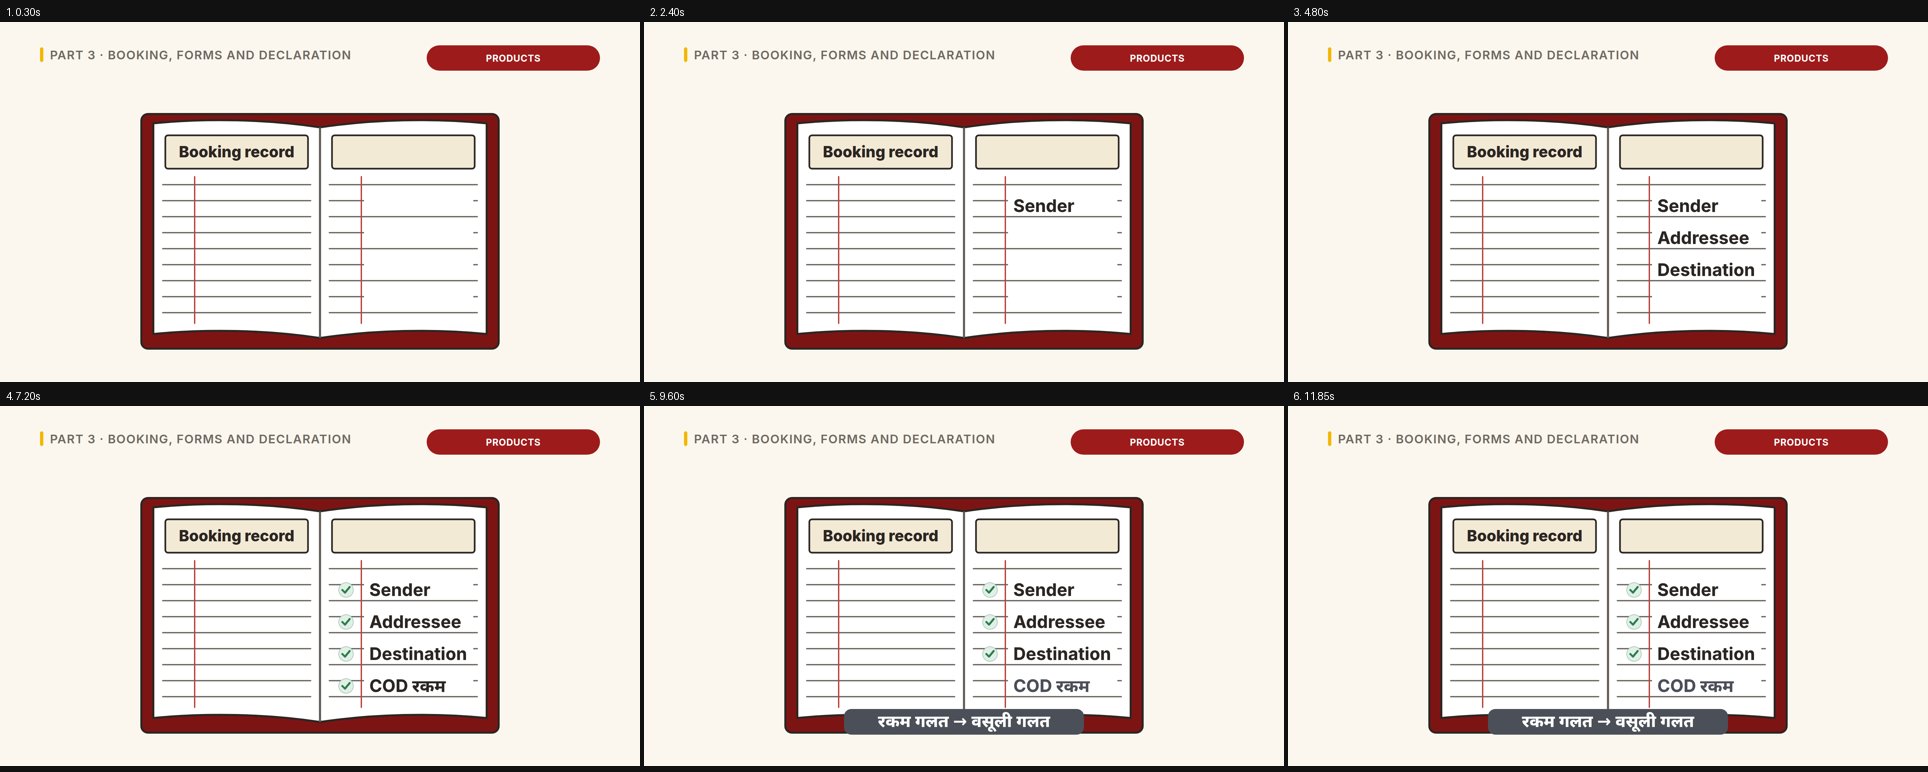 1. 0.30s
PART 3 · BOOKING, FORMS AND DECLARATION
PRODUCTS
Booking record
2. 2.40s
PART 3 · BOOKING, FORMS AND DECLARATION
PRODUCTS
Booking record
Sender
3. 4.80s
PART 3 · BOOKING, FORMS AND DECLARATION
PRODUCTS
Booking record
Sender
Addressee
Destination
4. 7.20s
PART 3 · BOOKING, FORMS AND DECLARATION
PRODUCTS
Booking record
Sender
Addressee
Destination
COD रकम
5. 9.60s
PART 3 · BOOKING, FORMS AND DECLARATION
PRODUCTS
Booking record
Sender
Addressee
Destination
COD रकम
रकम गलत → वसूली गलत
6. 11.85s
PART 3 · BOOKING, FORMS AND DECLARATION
PRODUCTS
Booking record
Sender
Addressee
Destination
COD रकम
रकम गलत → वसूली गलत